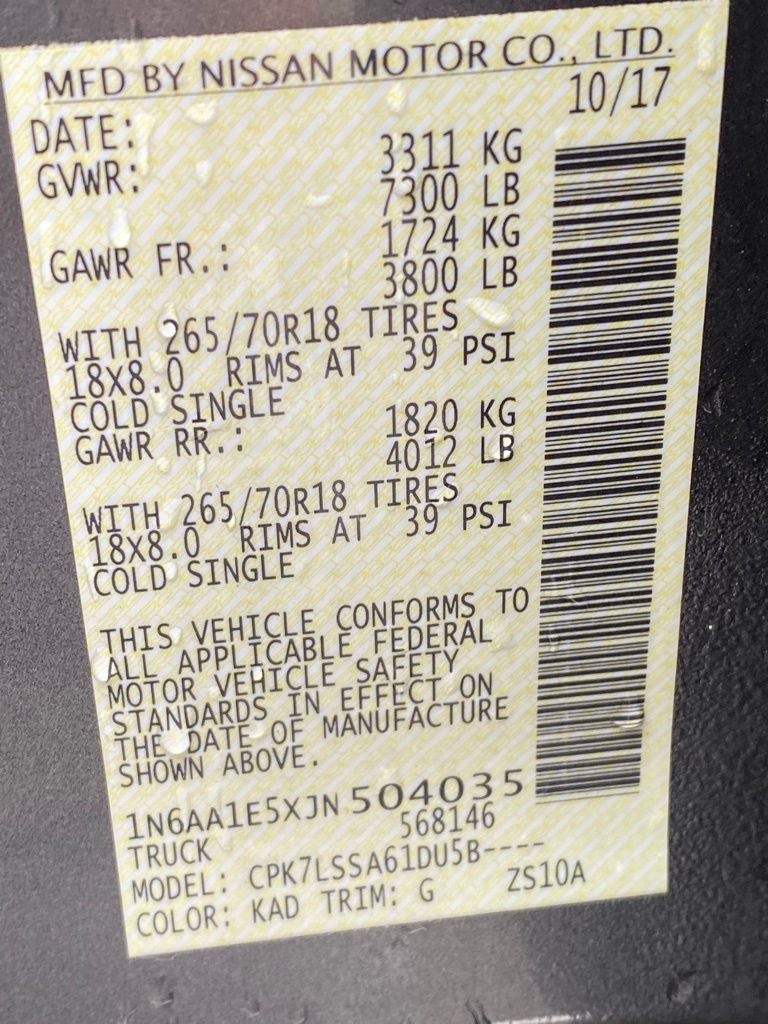 MFD BY NISSAN MOTOR CO., LTD.
DATE: 10/17
GVWR: 3311 KG
7300 LB
GAWR FR.: 1724 KG
3800 LB
WITH 265/70R18 TIRES
18X8.0 RIMS AT 39 PSI
COLD SINGLE
GAWR RR.: 1820 KG
4012 LB
WITH 265/70R18 TIRES
18X8.0 RIMS AT 39 PSI
COLD SINGLE
THIS VEHICLE CONFORMS TO
ALL APPLICABLE FEDERAL
MOTOR VEHICLE SAFETY
STANDARDS IN EFFECT ON
THE DATE OF MANUFACTURE
SHOWN ABOVE.
1N6AA1E5XJN504035
TRUCK 568146
MODEL: CPK7LSSA61DU5B----
COLOR: KAD TRIM: G ZS10A